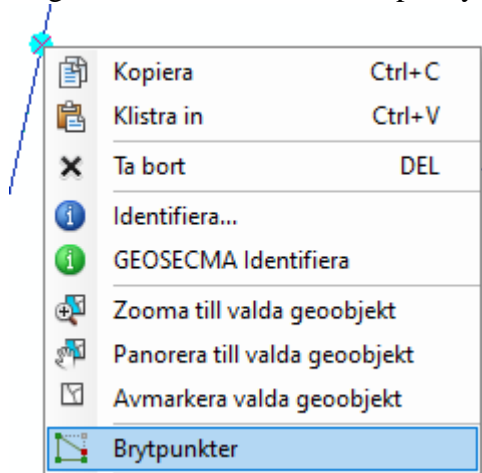 Kopiera Ctrl+C
Klistra in Ctrl+V
Ta bort DEL
Identifiera...
GEOSECMA Identifiera
Zooma till valda geoobjekt
Panorera till valda geoobjekt
Avmarkera valda geoobjekt
Brytpunkter